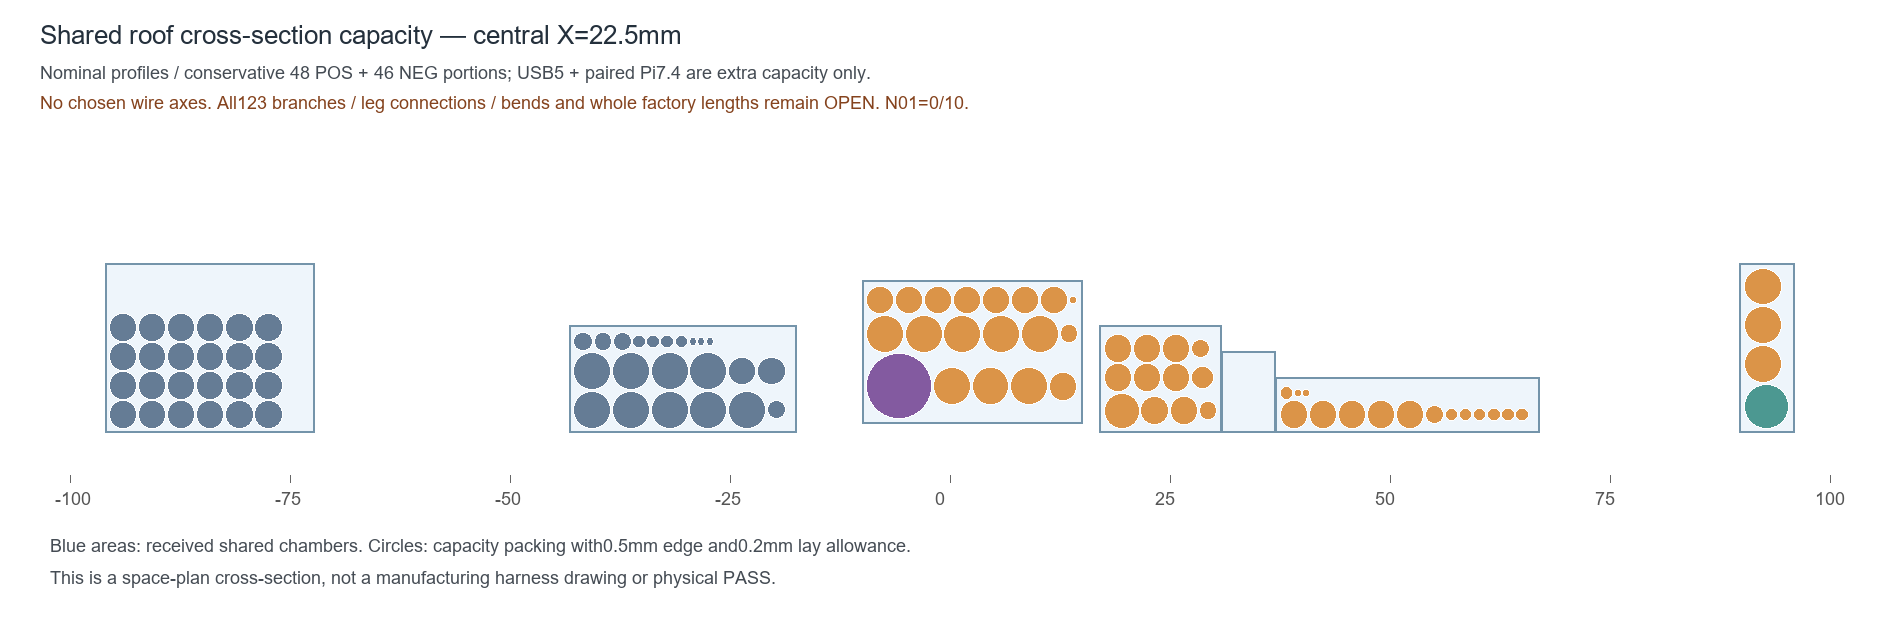 Shared roof cross-section capacity — central X=22.5mm
Nominal profiles / conservative 48 POS + 46 NEG portions; USB5 + paired Pi7.4 are extra capacity only.
No chosen wire axes. All123 branches / leg connections / bends and whole factory lengths remain OPEN. N01=0/10.
-100 -75 -50 -25 0 25 50 75 100
Blue areas: received shared chambers. Circles: capacity packing with0.5mm edge and0.2mm lay allowance.
This is a space-plan cross-section, not a manufacturing harness drawing or physical PASS.